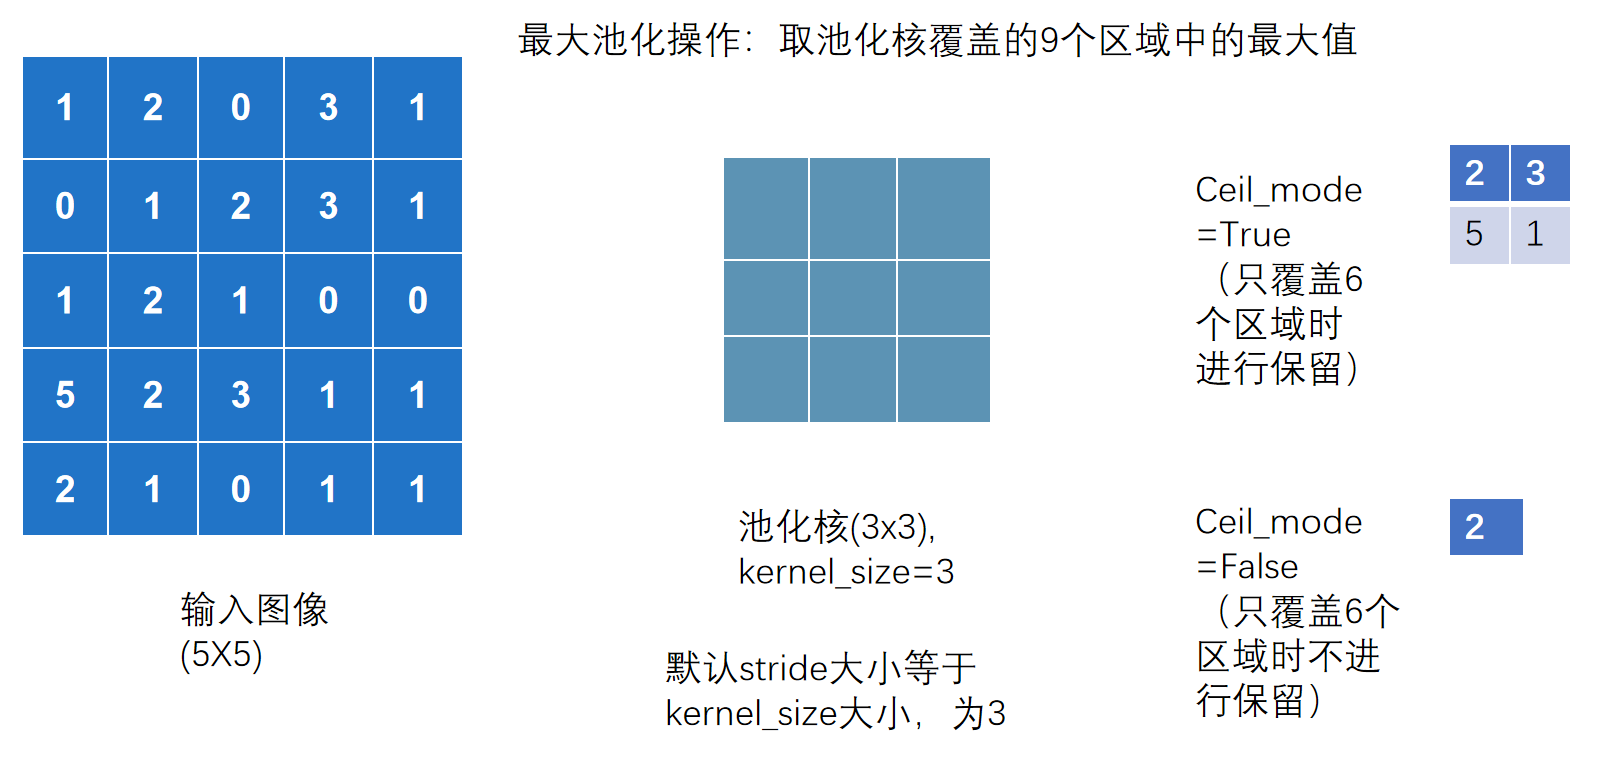 最大池化操作：取池化核覆盖的9个区域中的最大值
1 2 0 3 1
0 1 2 3 1
1 2 1 0 0
5 2 3 1 1
2 1 0 1 1
输入图像
(5X5)
池化核(3x3),
kernel_size=3
默认stride大小等于
kernel_size大小，为3
Ceil_mode
=True
（只覆盖6
个区域时
进行保留）
2 3
5 1
Ceil_mode
=False
（只覆盖6个
区域时不进
行保留）
2